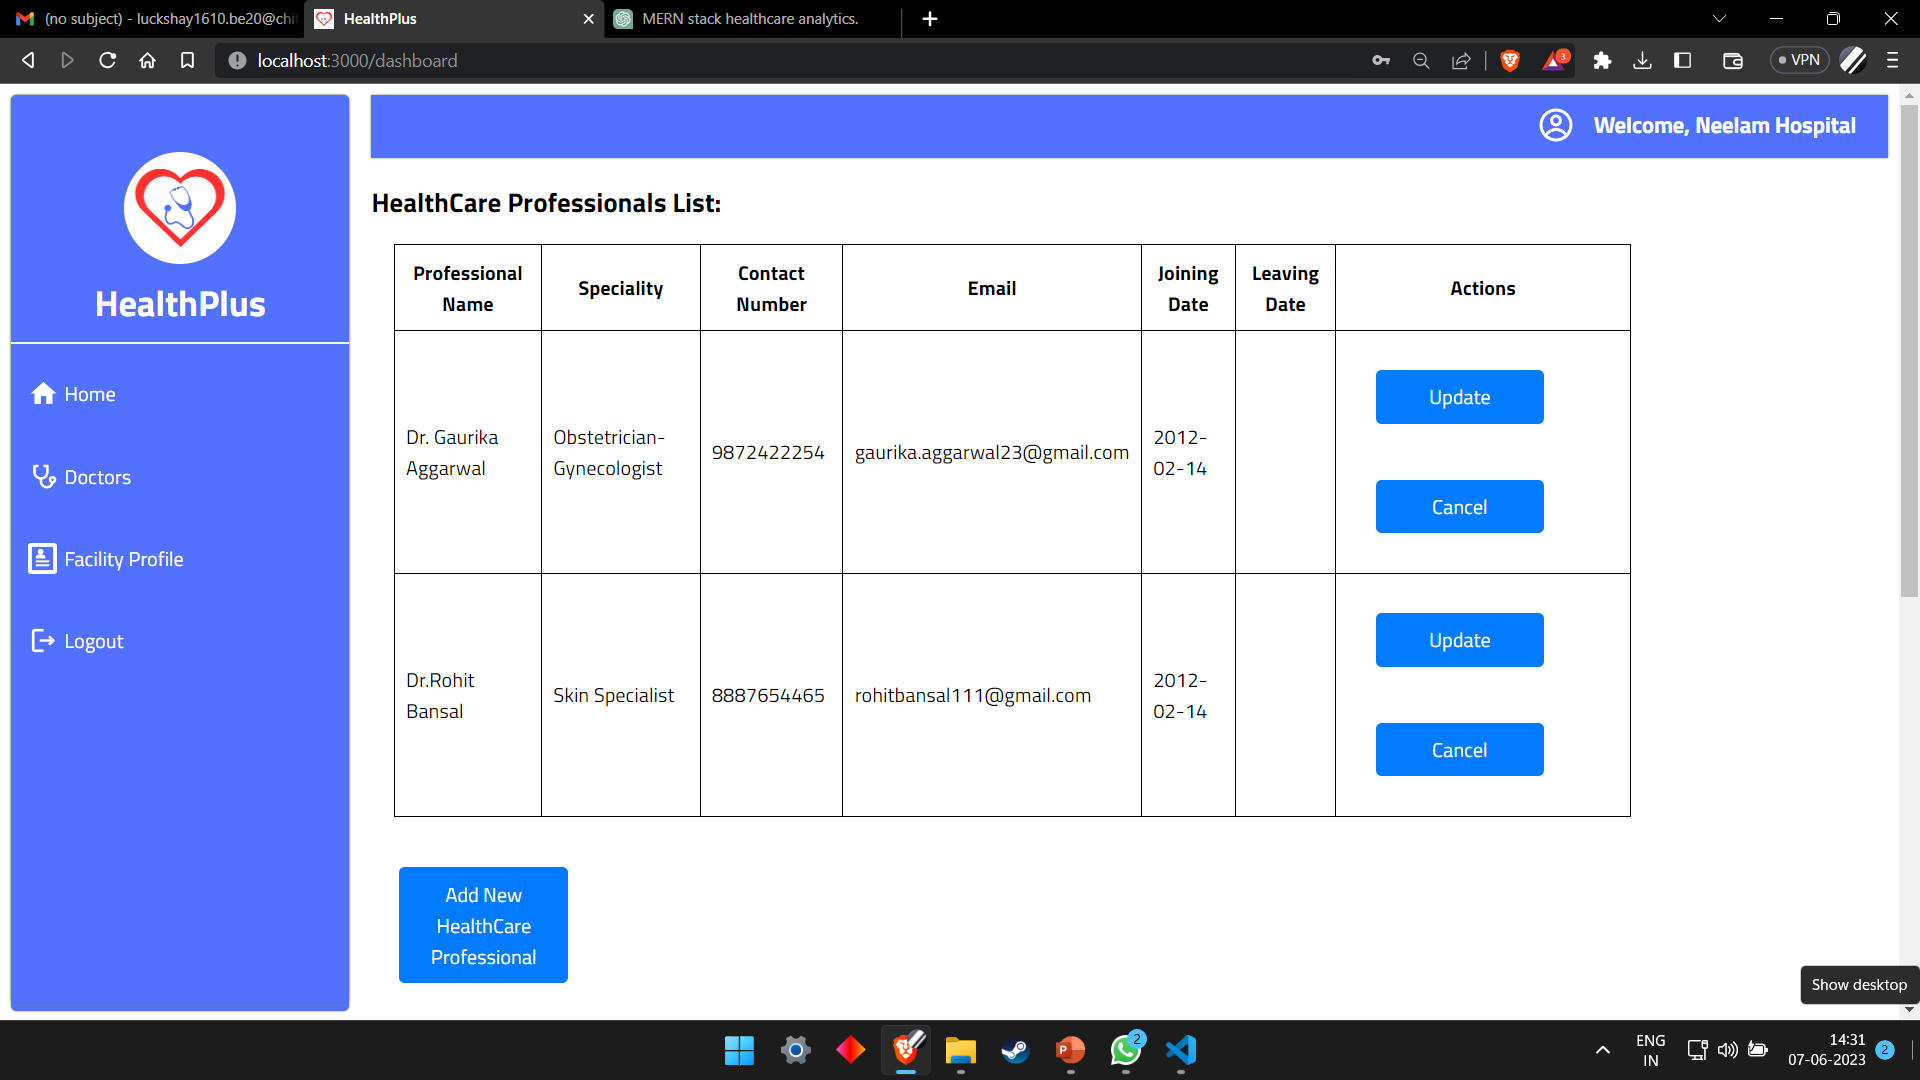 (no subject) - luckshay1610.be20@chi
HealthPlus
MERN stack healthcare analytics.
localhost:3000/dashboard
3
VPN
HealthPlus
Home
Doctors
Facility Profile
Logout
Welcome, Neelam Hospital
HealthCare Professionals List:
Professional Name Speciality Contact Number Email Joining Date Leaving Date Actions
Dr. Gaurika Aggarwal Obstetrician-Gynecologist 9872422254 gaurika.aggarwal23@gmail.com 2012-02-14
Update
Cancel
Dr.Rohit Bansal Skin Specialist 8887654465 rohitbansal111@gmail.com 2012-02-14
Update
Cancel
Add New
HealthCare
Professional
Show desktop
P
2
ENG
IN
14:31
07-06-2023
2